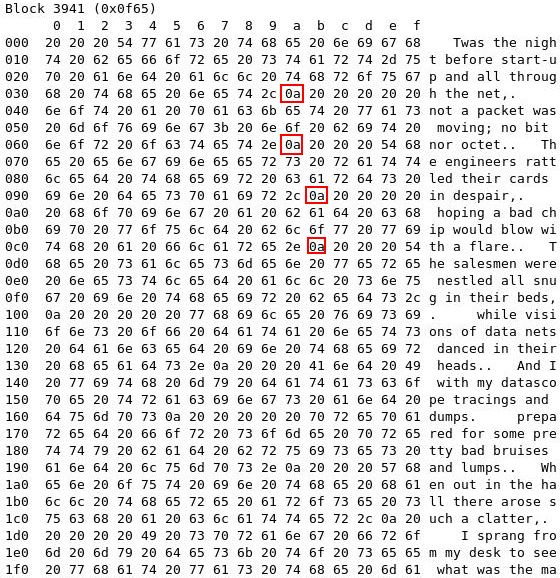 Block 3941 (0x0f65)
0 1 2 3 4 5 6 7 8 9 a b c d e f
000 20 20 20 54 77 61 73 20 74 68 65 20 6e 69 67 68 Twas the nigh
010 74 20 62 65 66 6f 72 65 20 73 74 61 72 74 2d 75 t before start-u
020 70 20 61 6e 64 20 61 6c 6c 20 74 68 72 6f 75 67 p and all throug
030 68 20 74 68 65 20 6e 65 74 2c 0a 20 20 20 20 20 h the net,.
040 6e 6f 74 20 61 20 70 61 63 6b 65 74 20 77 61 73 not a packet was
050 20 6d 6f 76 69 6e 67 3b 20 6e 6f 20 62 69 74 20 moving; no bit
060 6e 6f 72 20 6f 63 74 65 74 2e 0a 20 20 20 54 68 nor octet.. Th
070 65 20 65 6e 67 69 6e 65 65 72 73 20 72 61 74 74 e engineers ratt
080 6c 65 64 20 74 68 65 69 72 20 63 61 72 64 73 20 led their cards
090 69 6e 20 64 65 73 70 61 69 72 2c 0a 20 20 20 20 in despair,.
0a0 20 68 6f 70 69 6e 67 20 61 20 62 61 64 20 63 68 hoping a bad ch
0b0 69 70 20 77 6f 75 6c 64 20 62 6c 6f 77 20 77 69 ip would blow wi
0c0 74 68 20 61 20 66 6c 61 72 65 2e 0a 20 20 20 54 th a flare.. T
0d0 68 65 20 73 61 6c 65 73 6d 65 6e 20 77 65 72 65 he salesmen were
0e0 20 6e 65 73 74 6c 65 64 20 61 6c 6c 20 73 6e 75 nestled all snu
0f0 67 20 69 6e 20 74 68 65 69 72 20 62 65 64 73 2c g in their beds,
100 0a 20 20 20 20 20 77 68 69 6c 65 20 76 69 73 69 . while visi
110 6f 6e 73 20 6f 66 20 64 61 74 61 20 6e 65 74 73 ons of data nets
120 20 64 61 6e 63 65 64 20 69 6e 20 74 68 65 69 72 danced in their
130 20 68 65 61 64 73 2e 0a 20 20 20 41 6e 64 20 49 heads.. And I
140 20 77 69 74 68 20 6d 79 20 64 61 74 61 73 63 6f with my datasco
150 70 65 20 74 72 61 63 69 6e 67 73 20 61 6e 64 20 pe tracings and
160 64 75 6d 70 73 0a 20 20 20 20 20 70 72 65 70 61 dumps. prepa
170 72 65 64 20 66 6f 72 20 73 6f 6d 65 20 70 72 65 red for some pre
180 74 74 79 20 62 61 64 20 62 72 75 69 73 65 73 20 tty bad bruises
190 61 6e 64 20 6c 75 6d 70 73 2e 0a 20 20 20 57 68 and lumps.. Wh
1a0 65 6e 20 6f 75 74 20 69 6e 20 74 68 65 20 68 61 en out in the ha
1b0 6c 6c 20 74 68 65 72 65 20 61 72 6f 73 65 20 73 ll there arose s
1c0 75 63 68 20 61 20 63 6c 61 74 74 65 72 2c 0a 20 uch a clatter,.
1d0 20 20 20 20 49 20 73 70 72 61 6e 67 20 66 72 6f I sprang fro
1e0 6d 20 6d 79 20 64 65 73 6b 20 74 6f 20 73 65 65 m my desk to see
1f0 20 77 68 61 74 20 77 61 73 20 74 68 65 20 6d 61 what was the ma